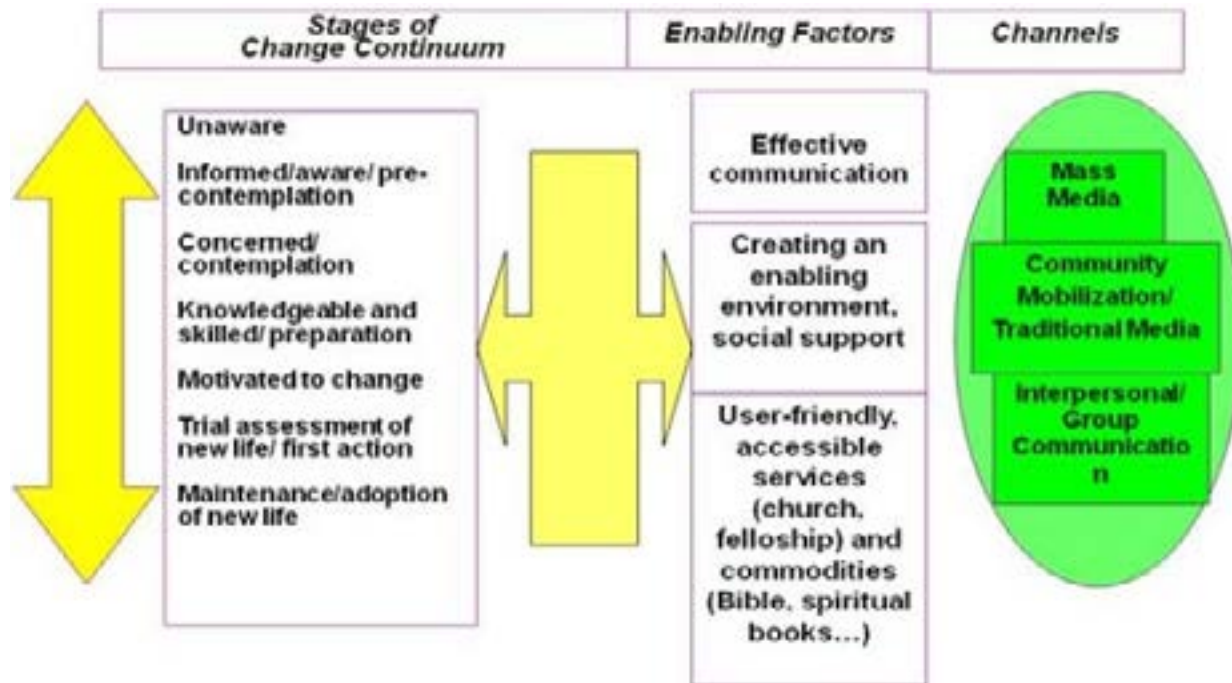 Stages of
Change Continuum
Enabling Factors
Channels
Unaware
Informed/aware/ pre-
contemplation
Concerned/
contemplation
Knowledgeable and
skilled/ preparation
Motivated to change
Trial assessment of
new life/ first action
Maintenance/adoption
of new life
Effective
communication
Creating an
enabling
environment,
social support
User-friendly,
accessible
services
(church,
felloship) and
commodities
(Bible, spiritual
books...)
Mass
Media
Community
Mobilization/
Traditional Media
Interpersonal/
Group
Communicatio
n